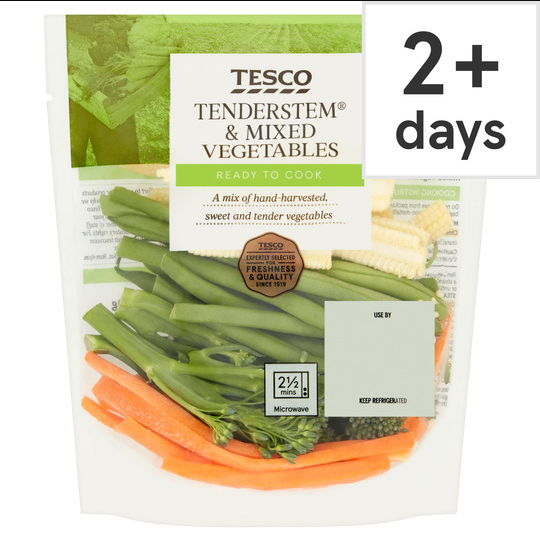 2+
days
TESCO
TENDERSTEM®
& MIXED
VEGETABLES
READY TO COOK
A mix of hand-harvested,
sweet and tender vegetables
TESCO
EXPERTLY SELECTED
FOR
FRESHNESS
& QUALITY
SINCE 1919
USE BY
2½
mins
Microwave
KEEP REFRIGERATED